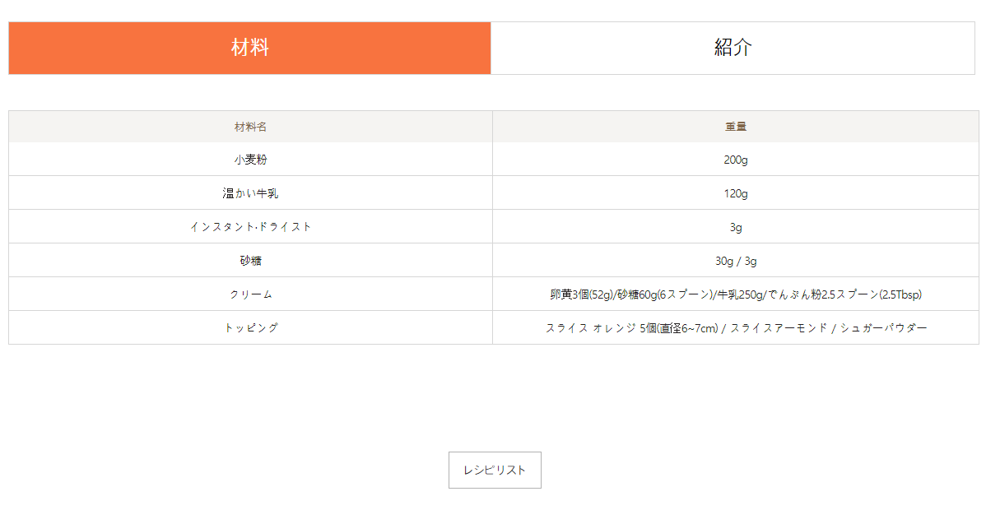 材料 紹介
材料名 重量
小麦粉 200g
温かい牛乳 120g
インスタント·ドライスト 3g
砂糖 30g / 3g
クリーム 卵黄3個(52g)/砂糖60g(6スプーン)/牛乳250g/でんぷん粉2.5スプーン(2.5Tbsp)
トッピング スライス オレンジ 5個(直径6~7cm) / スライスアーモンド / シュガーパウダー
レシピリスト